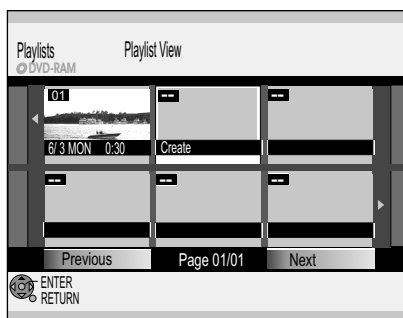 Playlists Playlist View
DVD-RAM
01 -- --
6/ 3 MON 0:30 Create
-- -- --
Previous Page 01/01 Next
ENTER
RETURN